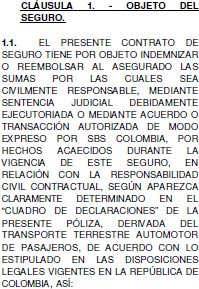 CLÁUSULA 1. - OBJETO DEL
SEGURO.
1.1. EL PRESENTE CONTRATO DE
SEGURO TIENE POR OBJETO INDEMNIZAR
O REEMBOLSAR AL ASEGURADO LAS
SUMAS POR LAS CUALES SEA
CIVILMENTE RESPONSABLE, MEDIANTE
SENTENCIA JUDICIAL DEBIDAMENTE
EJECUTORIADA O MEDIANTE ACUERDO O
TRANSACCIÓN AUTORIZADA DE MODO
EXPRESO POR SBS COLOMBIA, POR
HECHOS ACAECIDOS DURANTE LA
VIGENCIA DE ESTE SEGURO, EN
RELACIÓN CON LA RESPONSABILIDAD
CIVIL CONTRACTUAL, SEGÚN APAREZCA
CLARAMENTE DETERMINADO EN EL
“CUADRO DE DECLARACIONES” DE LA
PRESENTE PÓLIZA, DERIVADA DEL
TRANSPORTE TERRESTRE AUTOMOTOR
DE PASAJEROS, DE ACUERDO CON LO
ESTIPULADO EN LAS DISPOSICIONES
LEGALES VIGENTES EN LA REPÚBLICA DE
COLOMBIA, ASÍ: